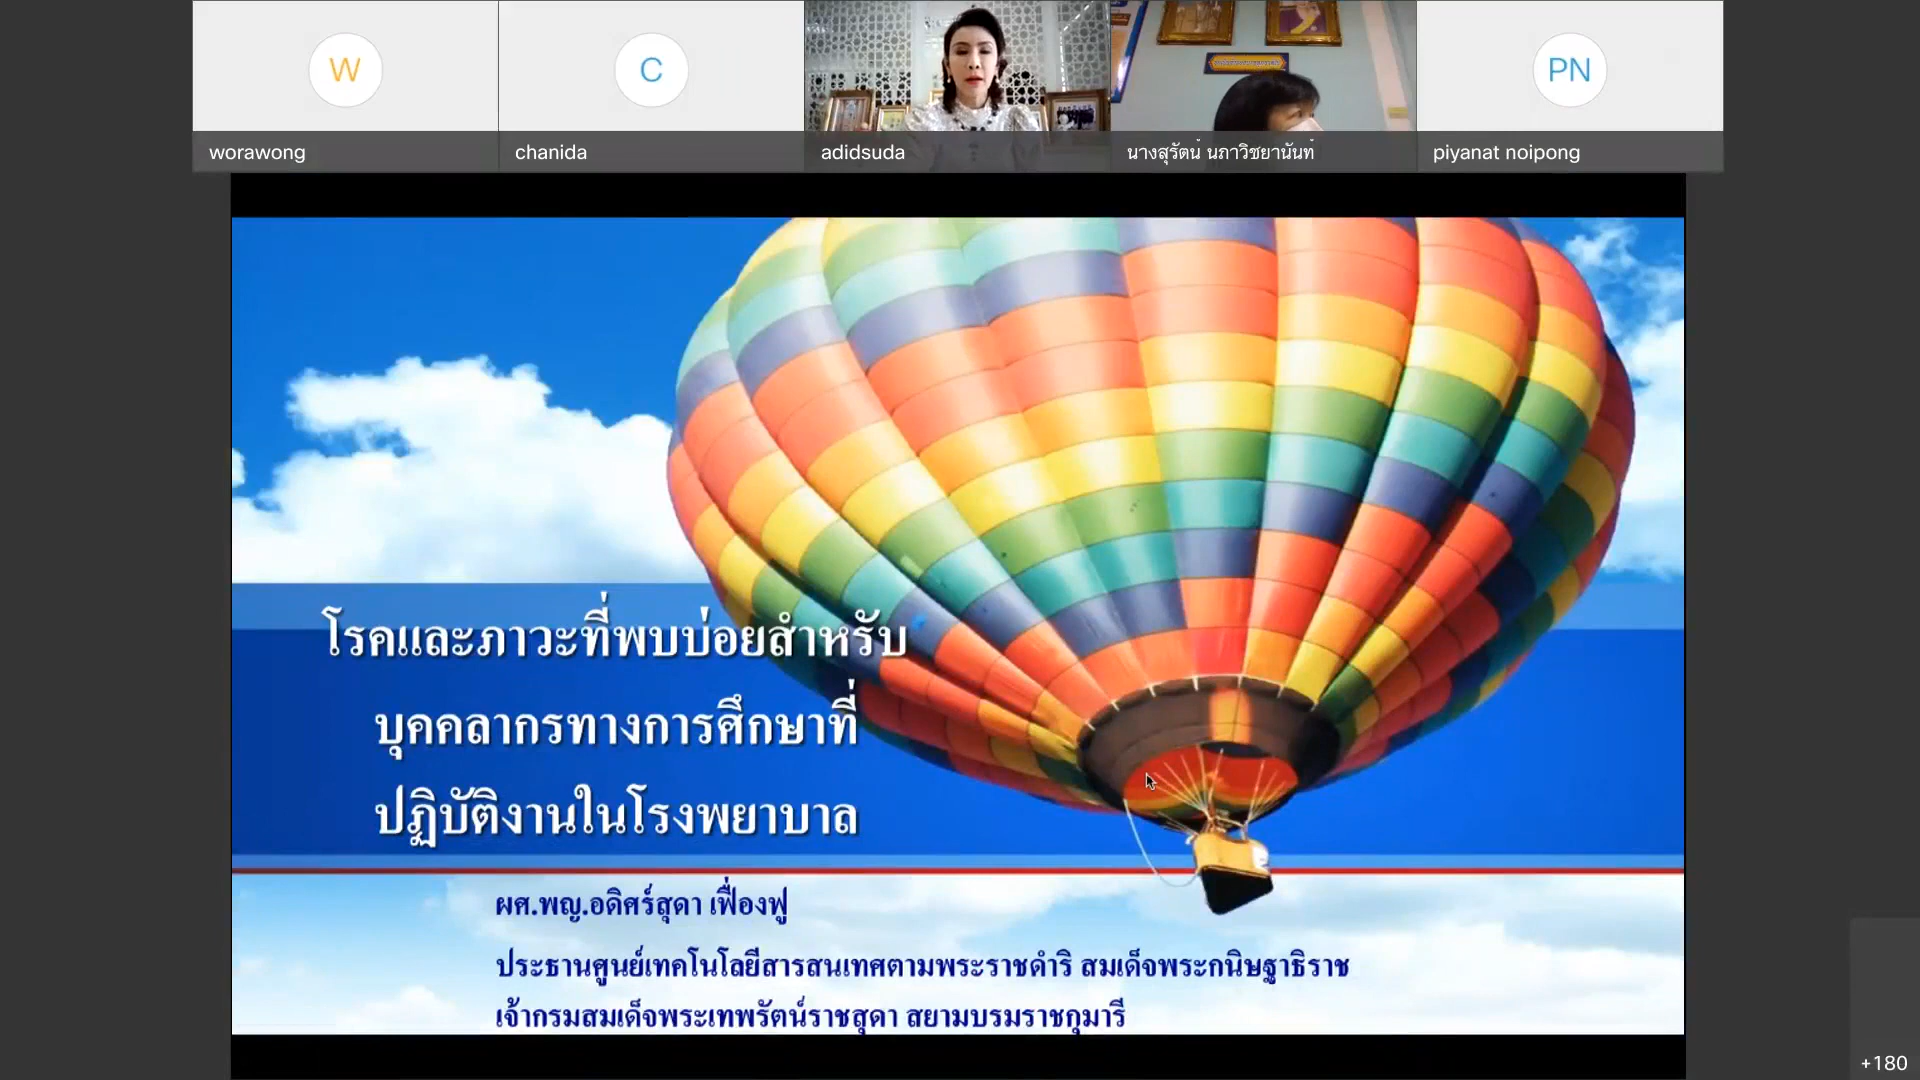 W
C
PN
worawong
chanida
adidsuda
นางสุรัตน์ นภาวิชยานันท์
piyanat noipong
โรคและภาวะที่พบบ่อยสำหรับ
บุคคลากรทางการศึกษาที่
ปฏิบัติงานในโรงพยาบาล
ผศ.พญ.อดิศร์สุดา เฟื่องฟู
ประธานศูนย์เทคโนโลยีสารสนเทศตามพระราชดำริ สมเด็จพระกนิษฐาธิราช
เจ้ากรมสมเด็จพระเทพรัตน์ราชสุดา สยามบรมราชกุมารี
+180